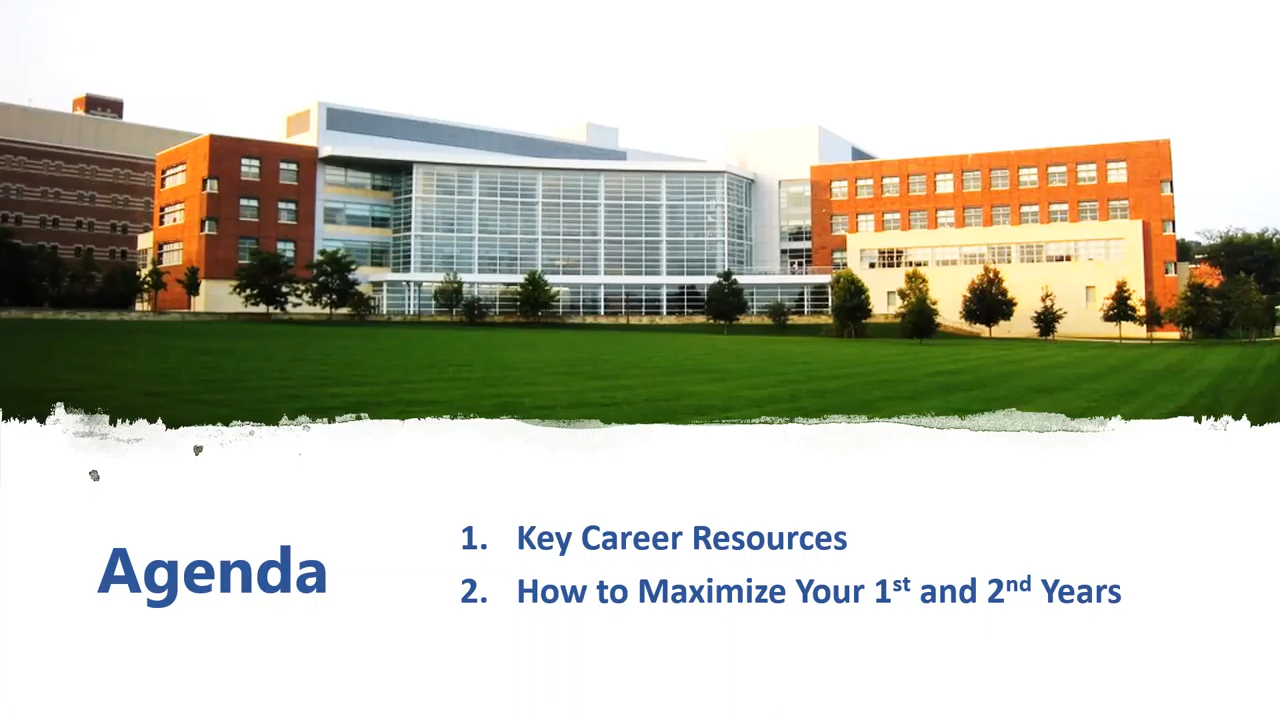 Agenda
1. Key Career Resources
2. How to Maximize Your 1st and 2nd Years